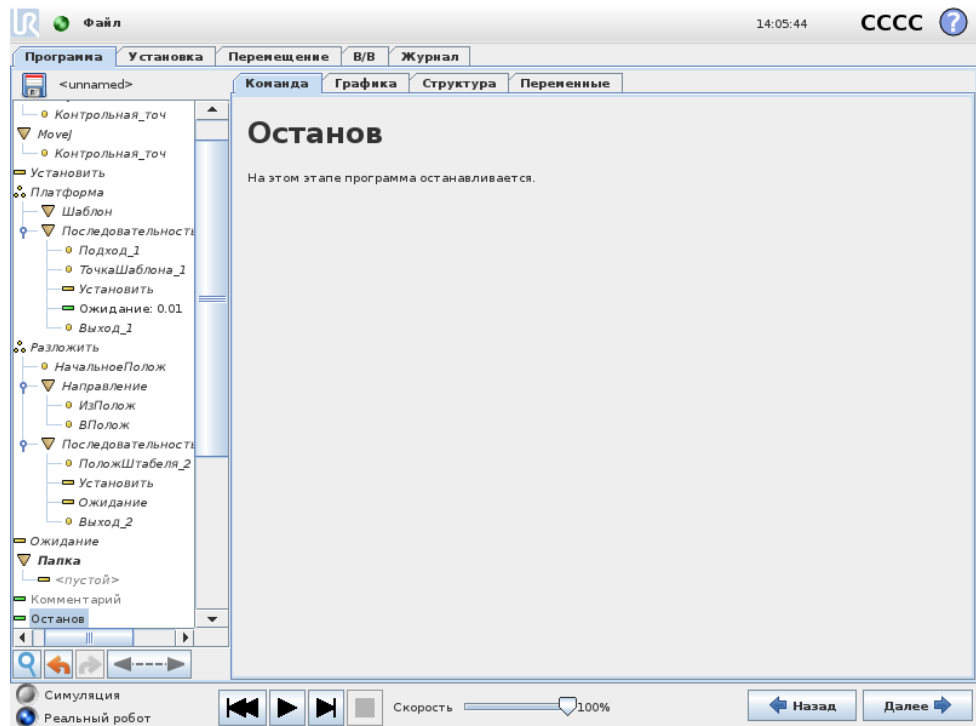 Файл
14:05:44
CCCC
?
Программа
Установка
Перемещение
В/В
Журнал
<unnamed>
Команда
Графика
Структура
Переменные
Контрольная_точ
MoveJ
Контрольная_точ
Установить
Платформа
Шаблон
Последовательность
Подход_1
ТочкаШаблона_1
Установить
Ожидание: 0.01
Выход_1
Разложить
НачальноеПолож
Направление
ИзПолож
ВПолож
Последовательность
ПоложШтабеля_2
Установить
Ожидание
Выход_2
Ожидание
Папка
<пустой>
Комментарий
Останов
Останов
На этом этапе программа останавливается.
Симуляция
Реальный робот
Скорость
100%
Назад
Далее